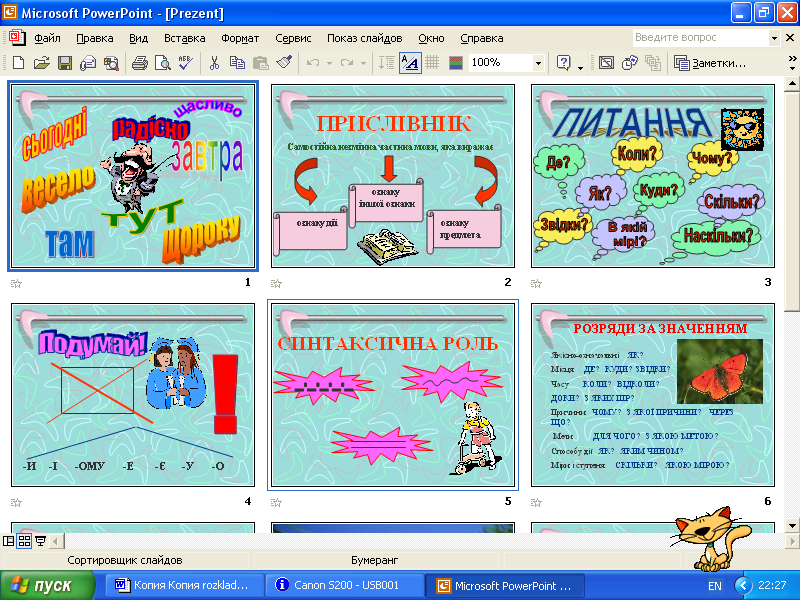 Microsoft PowerPoint - [Prezent]
Файл Правка Вид Вставка Формат Сервис Показ слайдов Окно Справка
Введите вопрос
100%
Заметки...
щасливо
сьогодні
радісно
завтра
весело
тут
там
щороку
1
ПРИСЛІВНИК
Самостійна незмінна частина мови, яка виражає
ознаку дії
ознаку
іншої ознаки
ознаку
предмета
2
ПИТАННЯ
Де?
Коли?
Чому?
Як?
Куди?
Скільки?
Звідки?
В якій
мірі?
Наскільки?
3
Подумай!
-И -І -ОМУ -Е -Є -У -О
4
СИНТАКСИЧНА РОЛЬ
5
РОЗРЯДИ ЗА ЗНАЧЕННЯМ
Якісно-означальні ЯК?
Місця ДЕ? КУДИ? ЗВІДКИ?
Часу КОЛИ? ВІДКОЛИ?
ДОКИ? З ЯКИХ ПІР?
Причини ЧОМУ? З ЯКОЇ ПРИЧИНИ? ЧЕРЕЗ
ЩО?
Мети ДЛЯ ЧОГО? З ЯКОЮ МЕТОЮ?
Способу дії ЯК? ЯКИМ ЧИНОМ?
Міри і ступеня СКІЛЬКИ? ЯКОЮ МІРОЮ?
6
Сортировщик слайдов
Бумеранг
пуск
Копия Копия rozklad...
Canon S200 - USB001
Microsoft PowerPoint ...
EN
22:27